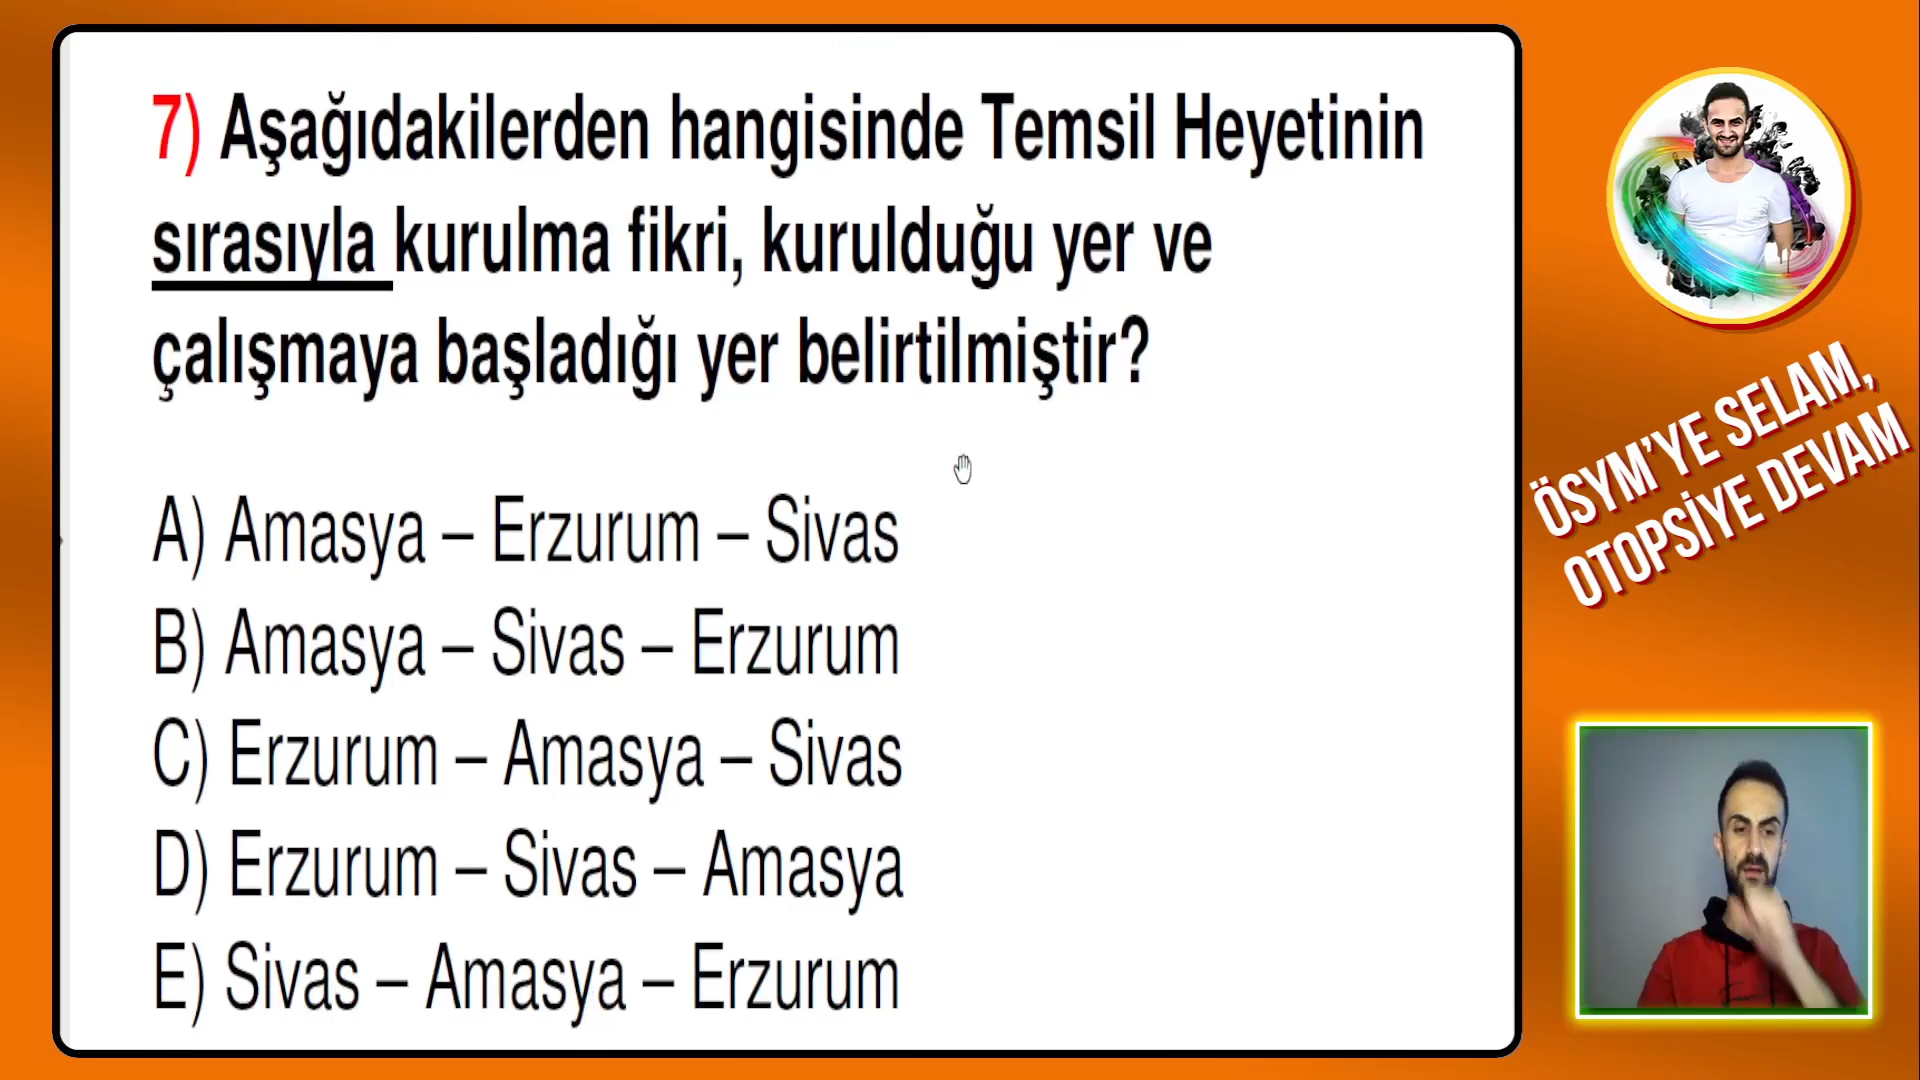 7) Aşağıdakilerden hangisinde Temsil Heyetinin
sırasıyla kurulma fikri, kurulduğu yer ve
çalışmaya başladığı yer belirtilmiştir?
A) Amasya – Erzurum – Sivas
B) Amasya – Sivas – Erzurum
C) Erzurum – Amasya – Sivas
D) Erzurum – Sivas – Amasya
E) Sivas – Amasya – Erzurum
ÖSYM'YE SELAM,
OTOPSİYE DEVAM